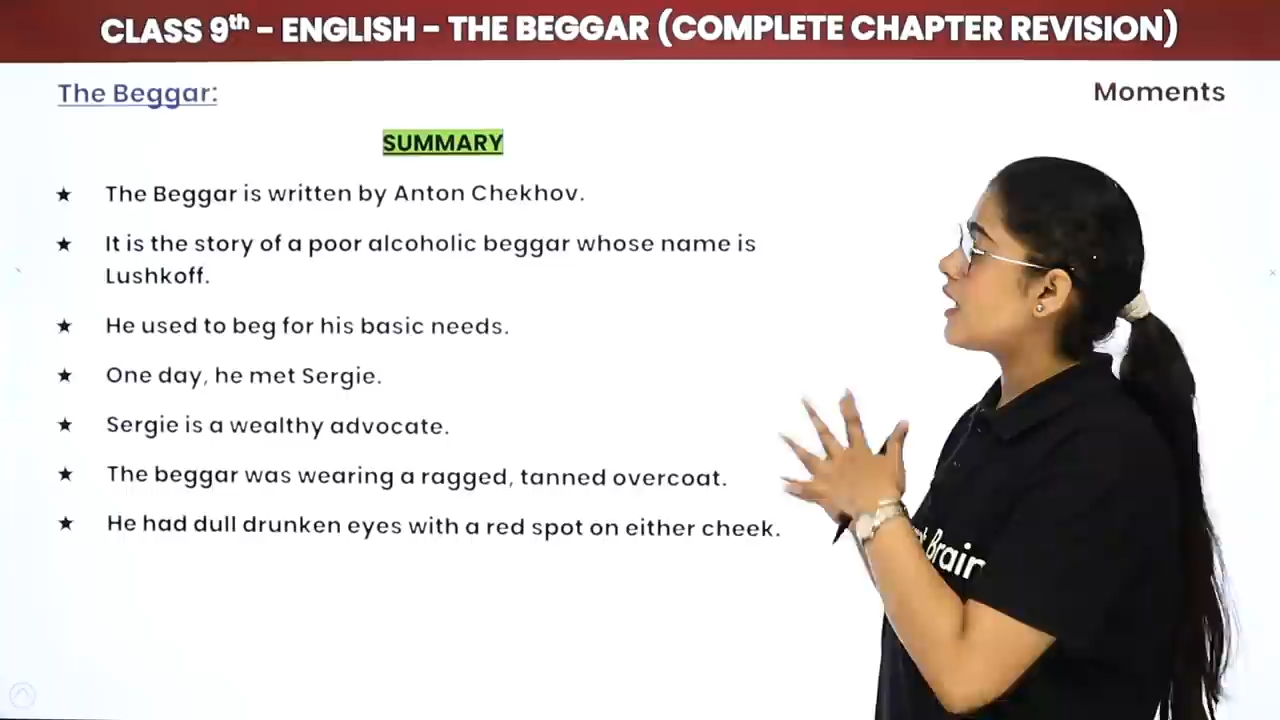 CLASS 9th – ENGLISH – THE BEGGAR (COMPLETE CHAPTER REVISION)
The Beggar:
Moments
SUMMARY
★ The Beggar is written by Anton Chekhov.
★ It is the story of a poor alcoholic beggar whose name is
Lushkoff.
★ He used to beg for his basic needs.
★ One day, he met Sergie.
★ Sergie is a wealthy advocate.
★ The beggar was wearing a ragged, tanned overcoat.
★ He had dull drunken eyes with a red spot on either cheek.
Brain